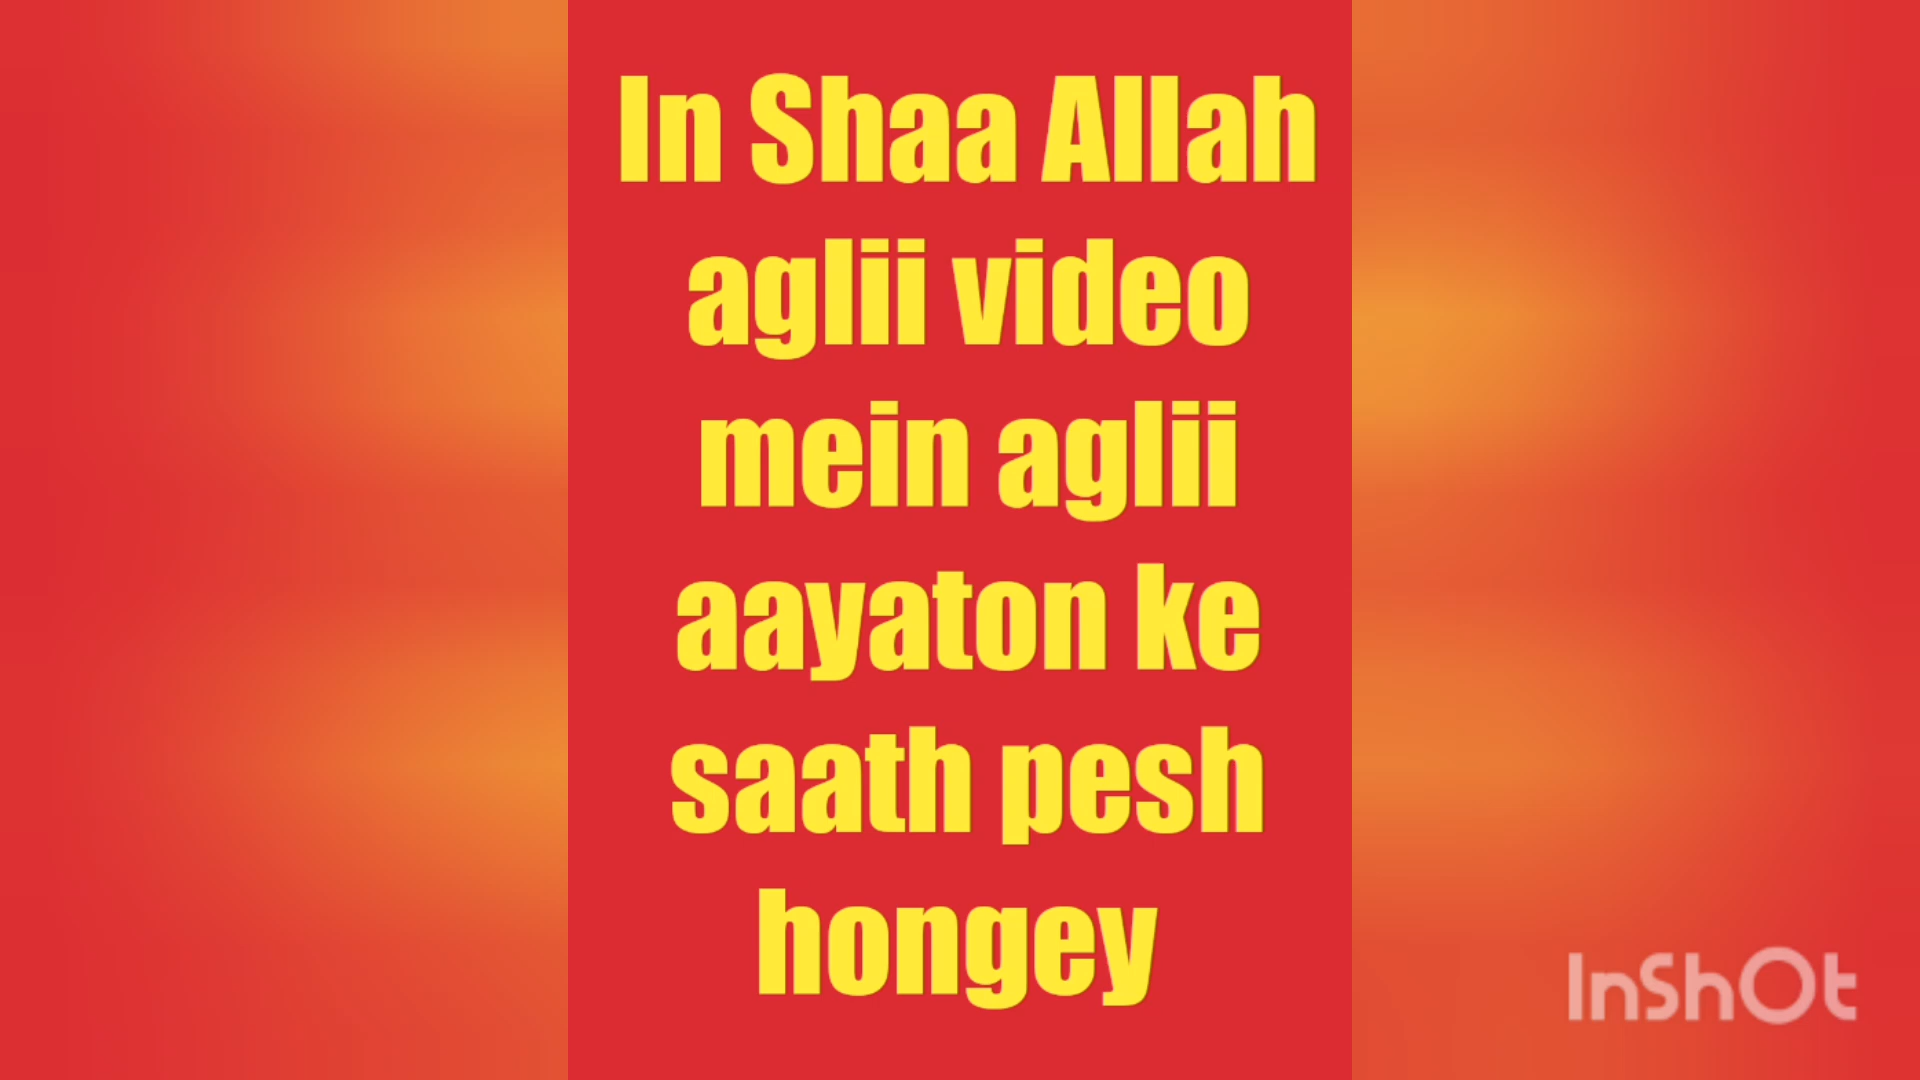 In Shaa Allah
aglii video
mein aglii
aayaton ke
saath pesh
hongey
InShOt